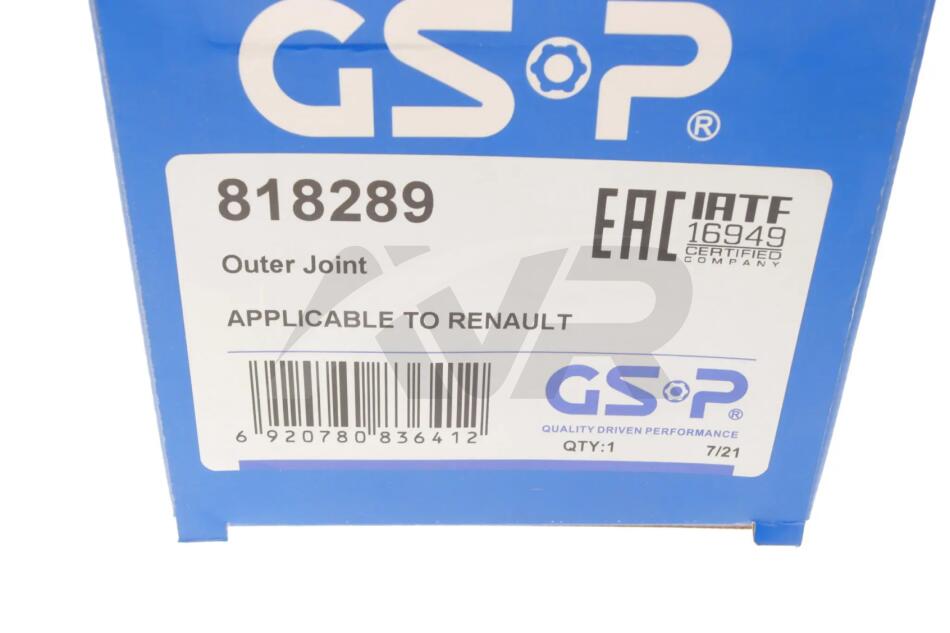 GSP®
818289
EAC IATF
16949
CERTIFIED
COMPANY
Outer Joint
APPLICABLE TO RENAULT
GSP®
6 920780 836412
QUALITY DRIVEN PERFORMANCE
QTY:1 7/21